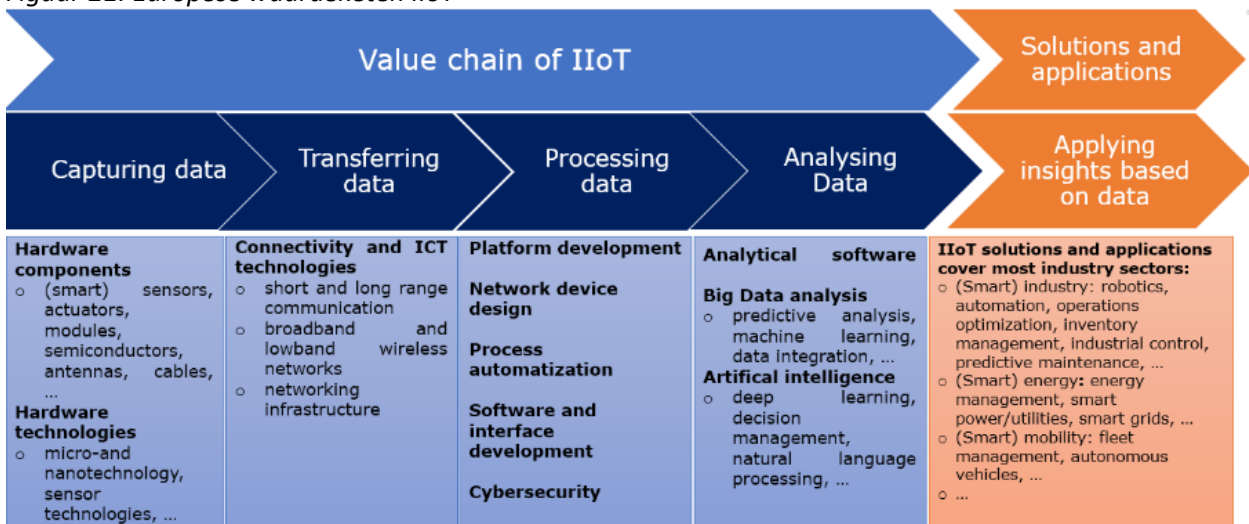 Figuur 22: Europese waardeketen IIoT
Value chain of IIoT
Solutions and
applications
Capturing data
Transferring
data
Processing
data
Analysing
Data
Applying
insights based
on data
Hardware
components
o (smart) sensors,
actuators,
modules,
semiconductors,
antennas, cables,
...
Hardware
technologies
o micro-and
nanotechnology,
sensor
technologies, ...
Connectivity and ICT
technologies
o short and long range
communication
o broadband and
lowband wireless
networks
o networking
infrastructure
Platform development
Network device
design
Process
automatization
Software and
interface
development
Cybersecurity
Analytical software
Big Data analysis
o predictive analysis,
machine learning,
data integration, ...
Artifical intelligence
o deep learning,
decision
management,
natural language
processing, ...
IIoT solutions and applications
cover most industry sectors:
o (Smart) industry: robotics,
automation, operations
optimization, inventory
management, industrial control,
predictive maintenance, ...
o (Smart) energy: energy
management, smart
power/utilities, smart grids, ...
o (Smart) mobility: fleet
management, autonomous
vehicles, ...
o ...